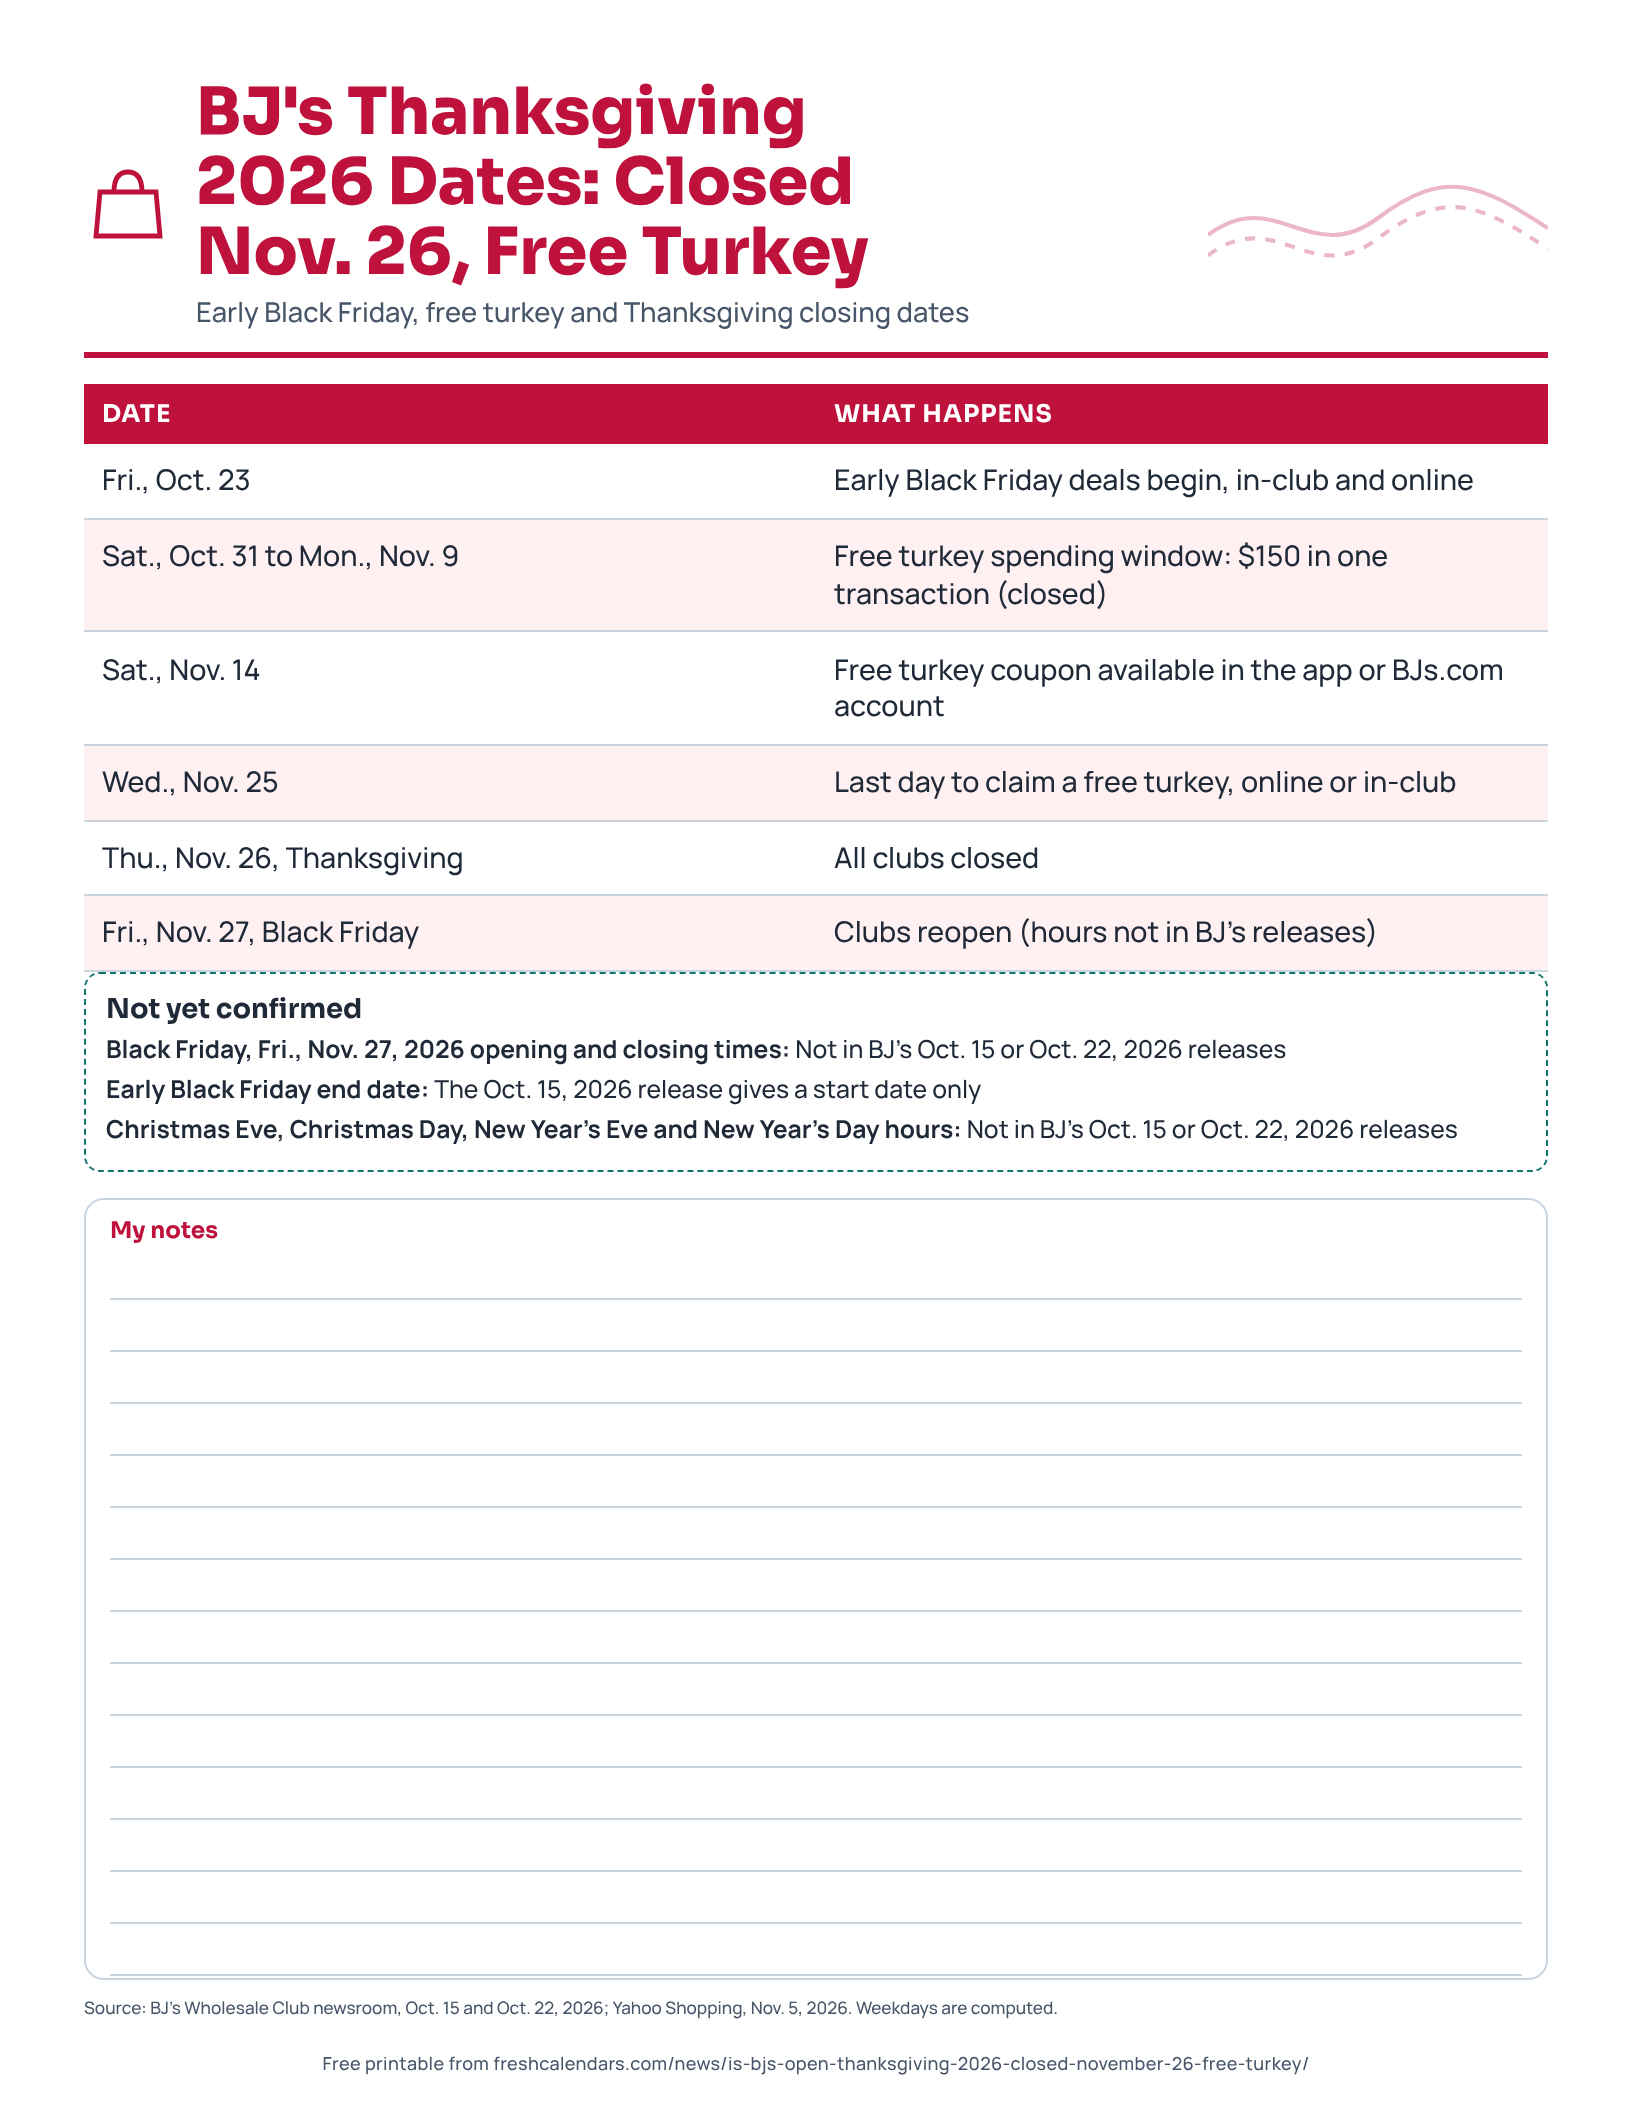 BJ's Thanksgiving
2026 Dates: Closed
Nov. 26, Free Turkey
Early Black Friday, free turkey and Thanksgiving closing dates
DATE WHAT HAPPENS
Fri., Oct. 23 Early Black Friday deals begin, in-club and online
Sat., Oct. 31 to Mon., Nov. 9 Free turkey spending window: $150 in one
transaction (closed)
Sat., Nov. 14 Free turkey coupon available in the app or BJs.com
account
Wed., Nov. 25 Last day to claim a free turkey, online or in-club
Thu., Nov. 26, Thanksgiving All clubs closed
Fri., Nov. 27, Black Friday Clubs reopen (hours not in BJ’s releases)
Not yet confirmed
Black Friday, Fri., Nov. 27, 2026 opening and closing times: Not in BJ’s Oct. 15 or Oct. 22, 2026 releases
Early Black Friday end date: The Oct. 15, 2026 release gives a start date only
Christmas Eve, Christmas Day, New Year’s Eve and New Year’s Day hours: Not in BJ’s Oct. 15 or Oct. 22, 2026 releases
My notes
Source: BJ’s Wholesale Club newsroom, Oct. 15 and Oct. 22, 2026; Yahoo Shopping, Nov. 5, 2026. Weekdays are computed.
Free printable from freshcalendars.com/news/is-bjs-open-thanksgiving-2026-closed-november-26-free-turkey/